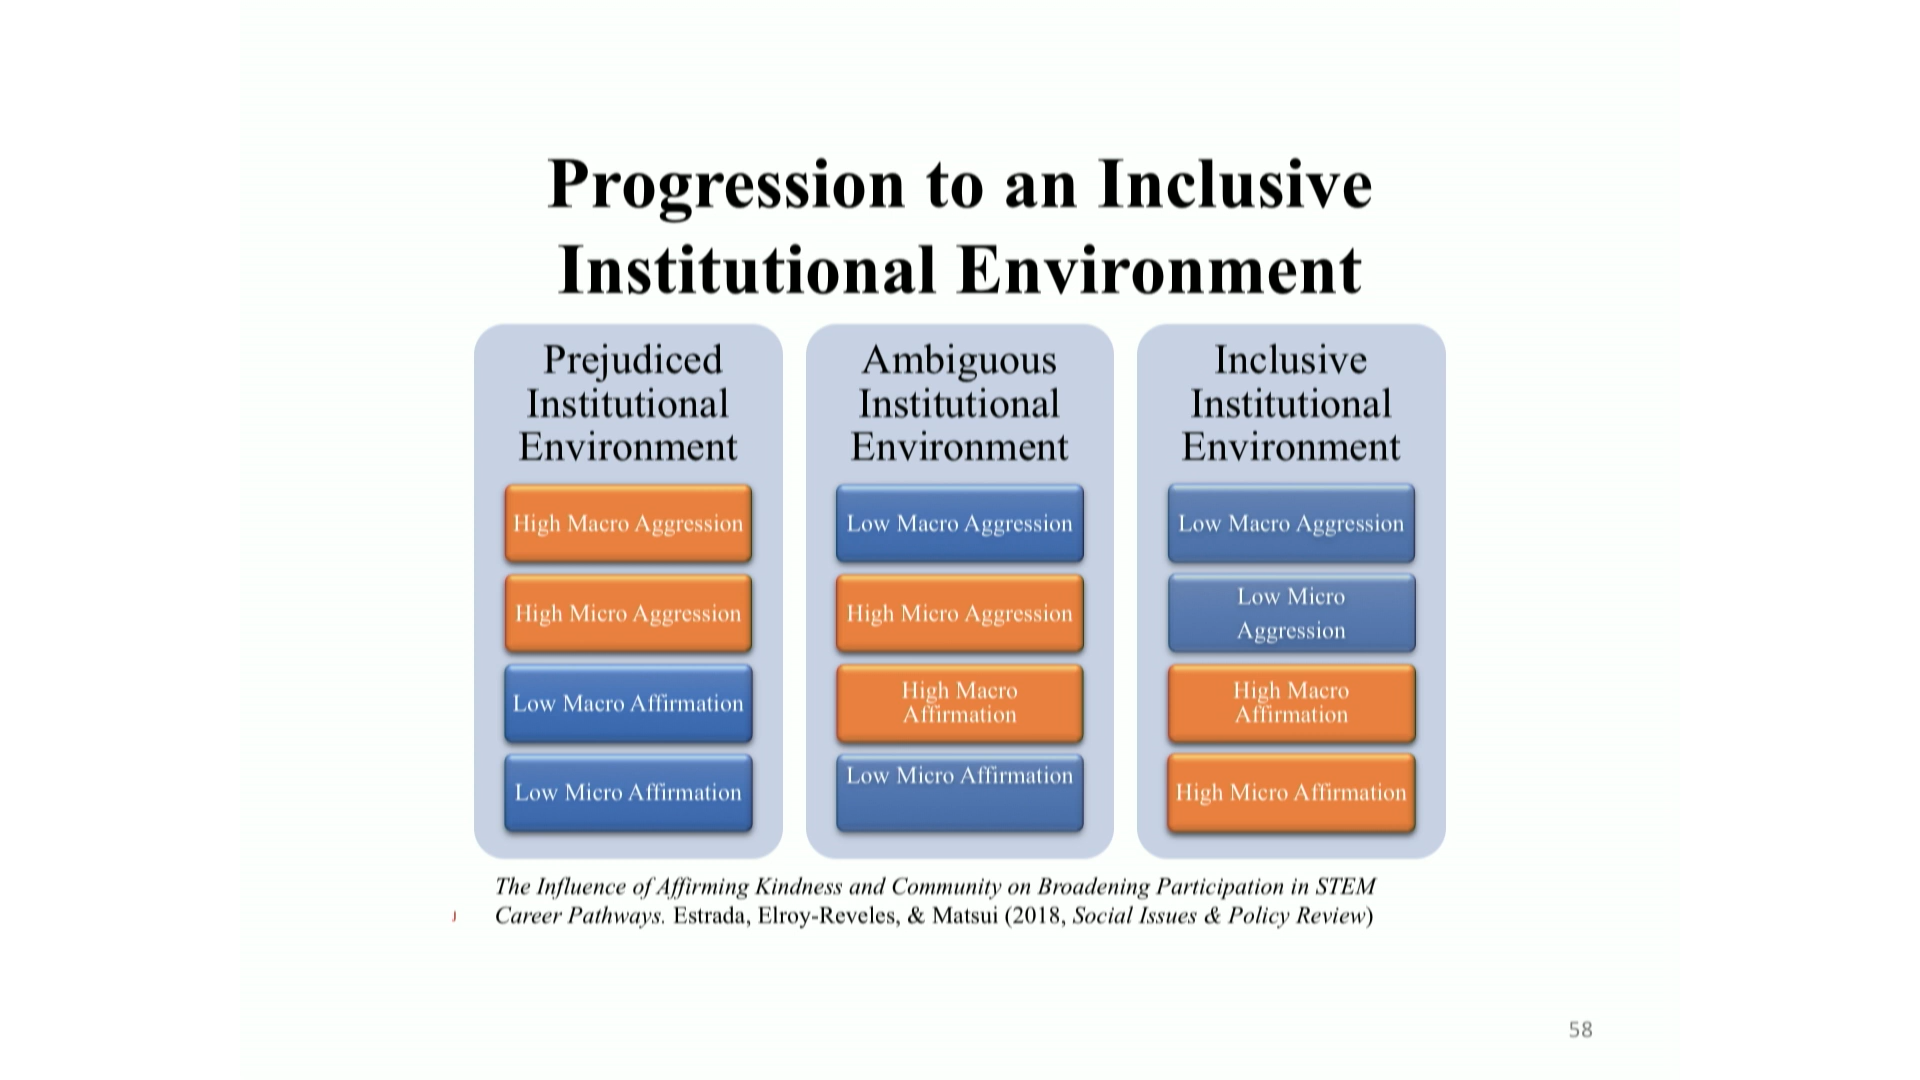 Progression to an Inclusive
Institutional Environment
Prejudiced
Institutional
Environment
High Macro Aggression
High Micro Aggression
Low Macro Affirmation
Low Micro Affirmation
Ambiguous
Institutional
Environment
Low Macro Aggression
High Micro Aggression
High Macro
Affirmation
Low Micro Affirmation
Inclusive
Institutional
Environment
Low Macro Aggression
Low Micro
Aggression
High Macro
Affirmation
High Micro Affirmation
The Influence of Affirming Kindness and Community on Broadening Participation in STEM
Career Pathways. Estrada, Elroy-Reveles, & Matsui (2018, Social Issues & Policy Review)
58